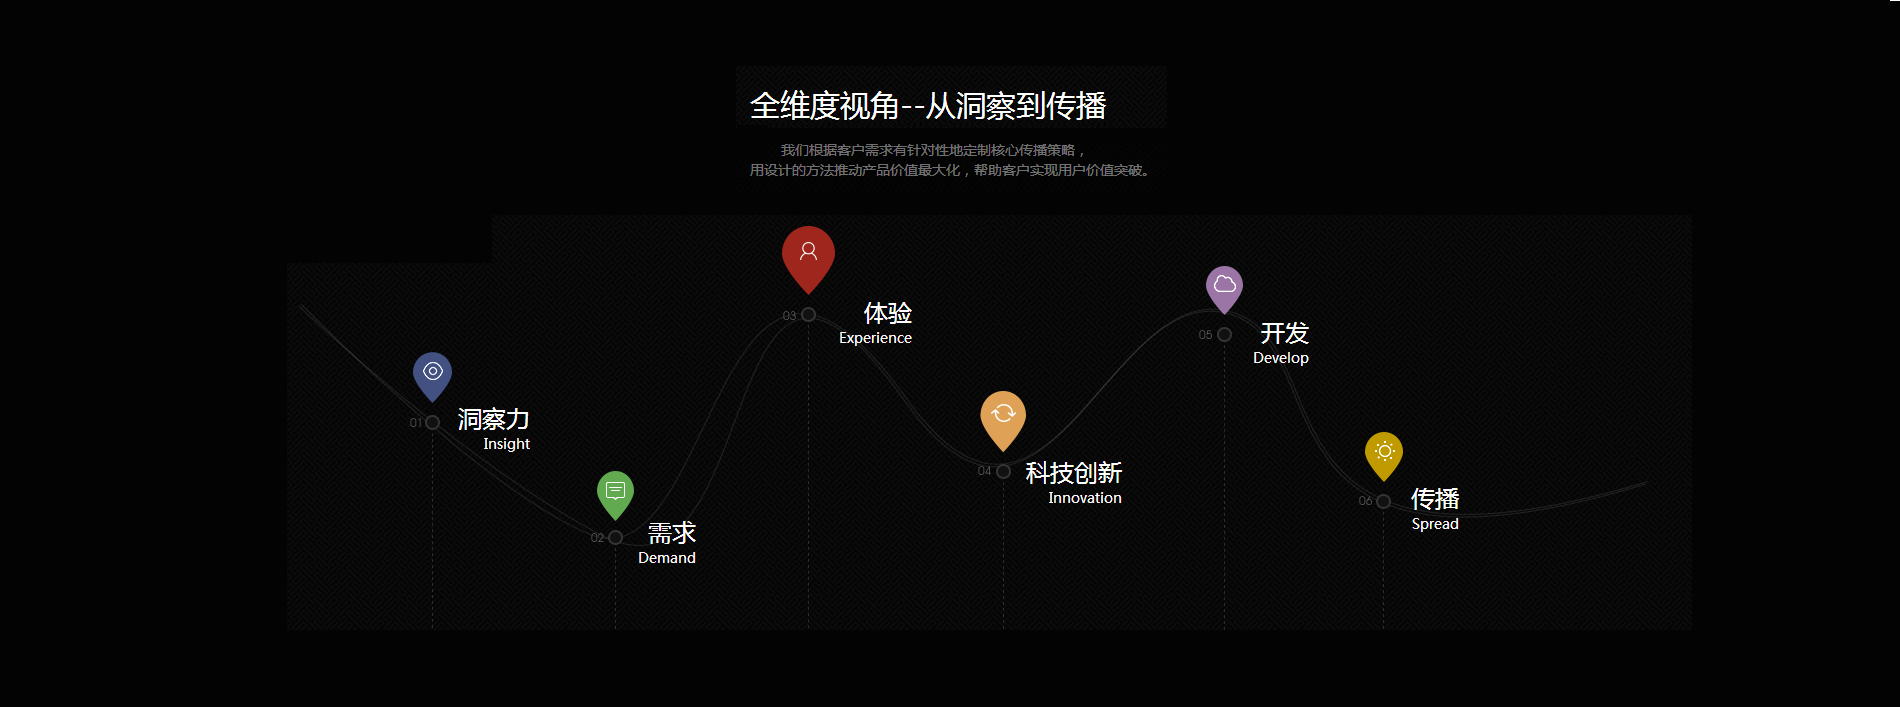 全维度视角--从洞察到传播
我们根据客户需求有针对性地定制核心传播策略，
用设计的方法推动产品价值最大化，帮助客户实现用户价值突破。
01
洞察力
Insight
02
需求
Demand
03
体验
Experience
04
科技创新
Innovation
05
开发
Develop
06
传播
Spread